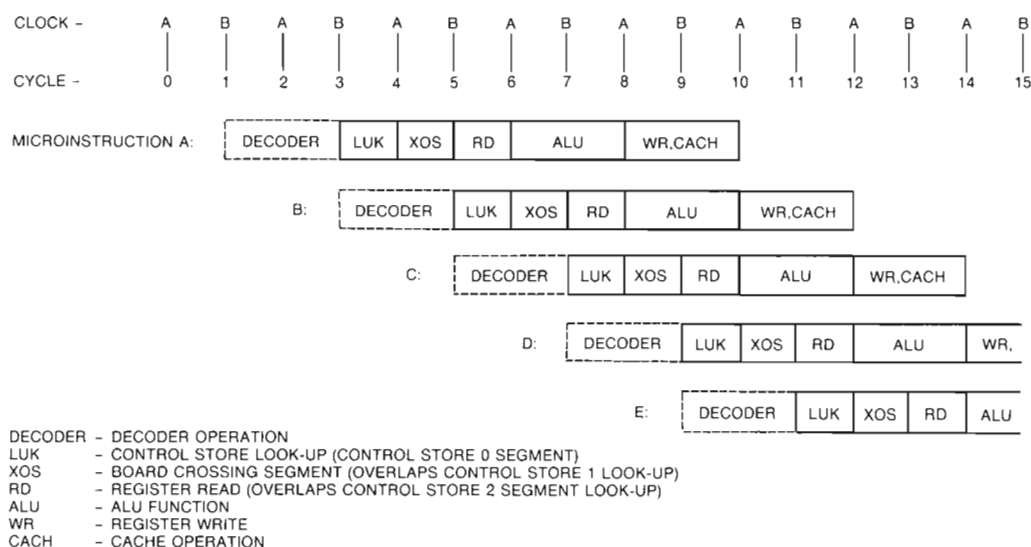 CLOCK – A B A B A B A B A B A B A B A B
CYCLE – 0 1 2 3 4 5 6 7 8 9 10 11 12 13 14 15
MICROINSTRUCTION A: DECODER LUK XOS RD ALU WR,CACH
B: DECODER LUK XOS RD ALU WR,CACH
C: DECODER LUK XOS RD ALU WR,CACH
D: DECODER LUK XOS RD ALU WR,
E: DECODER LUK XOS RD ALU
DECODER – DECODER OPERATION
LUK – CONTROL STORE LOOK-UP (CONTROL STORE 0 SEGMENT)
XOS – BOARD CROSSING SEGMENT (OVERLAPS CONTROL STORE 1 LOOK-UP)
RD – REGISTER READ (OVERLAPS CONTROL STORE 2 SEGMENT LOOK-UP)
ALU – ALU FUNCTION
WR – REGISTER WRITE
CACH – CACHE OPERATION